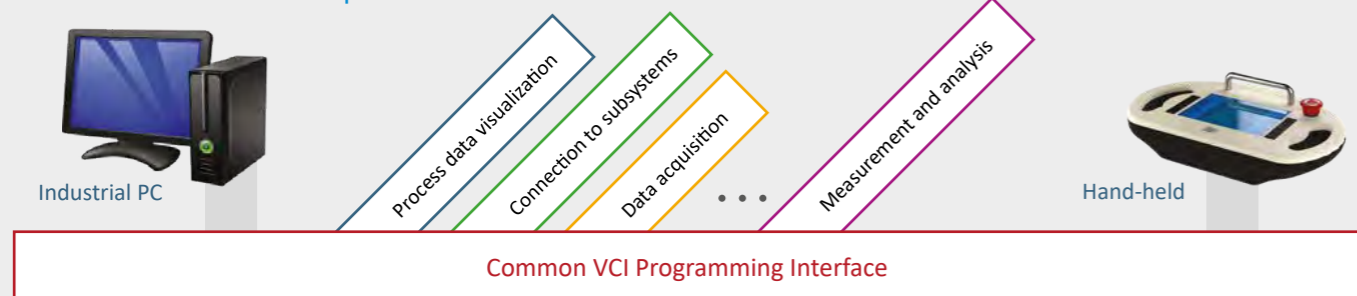 Process data visualization
Connection to subsystems
Data acquisition
...
Measurement and analysis
Industrial PC
Hand-held
Common VCI Programming Interface